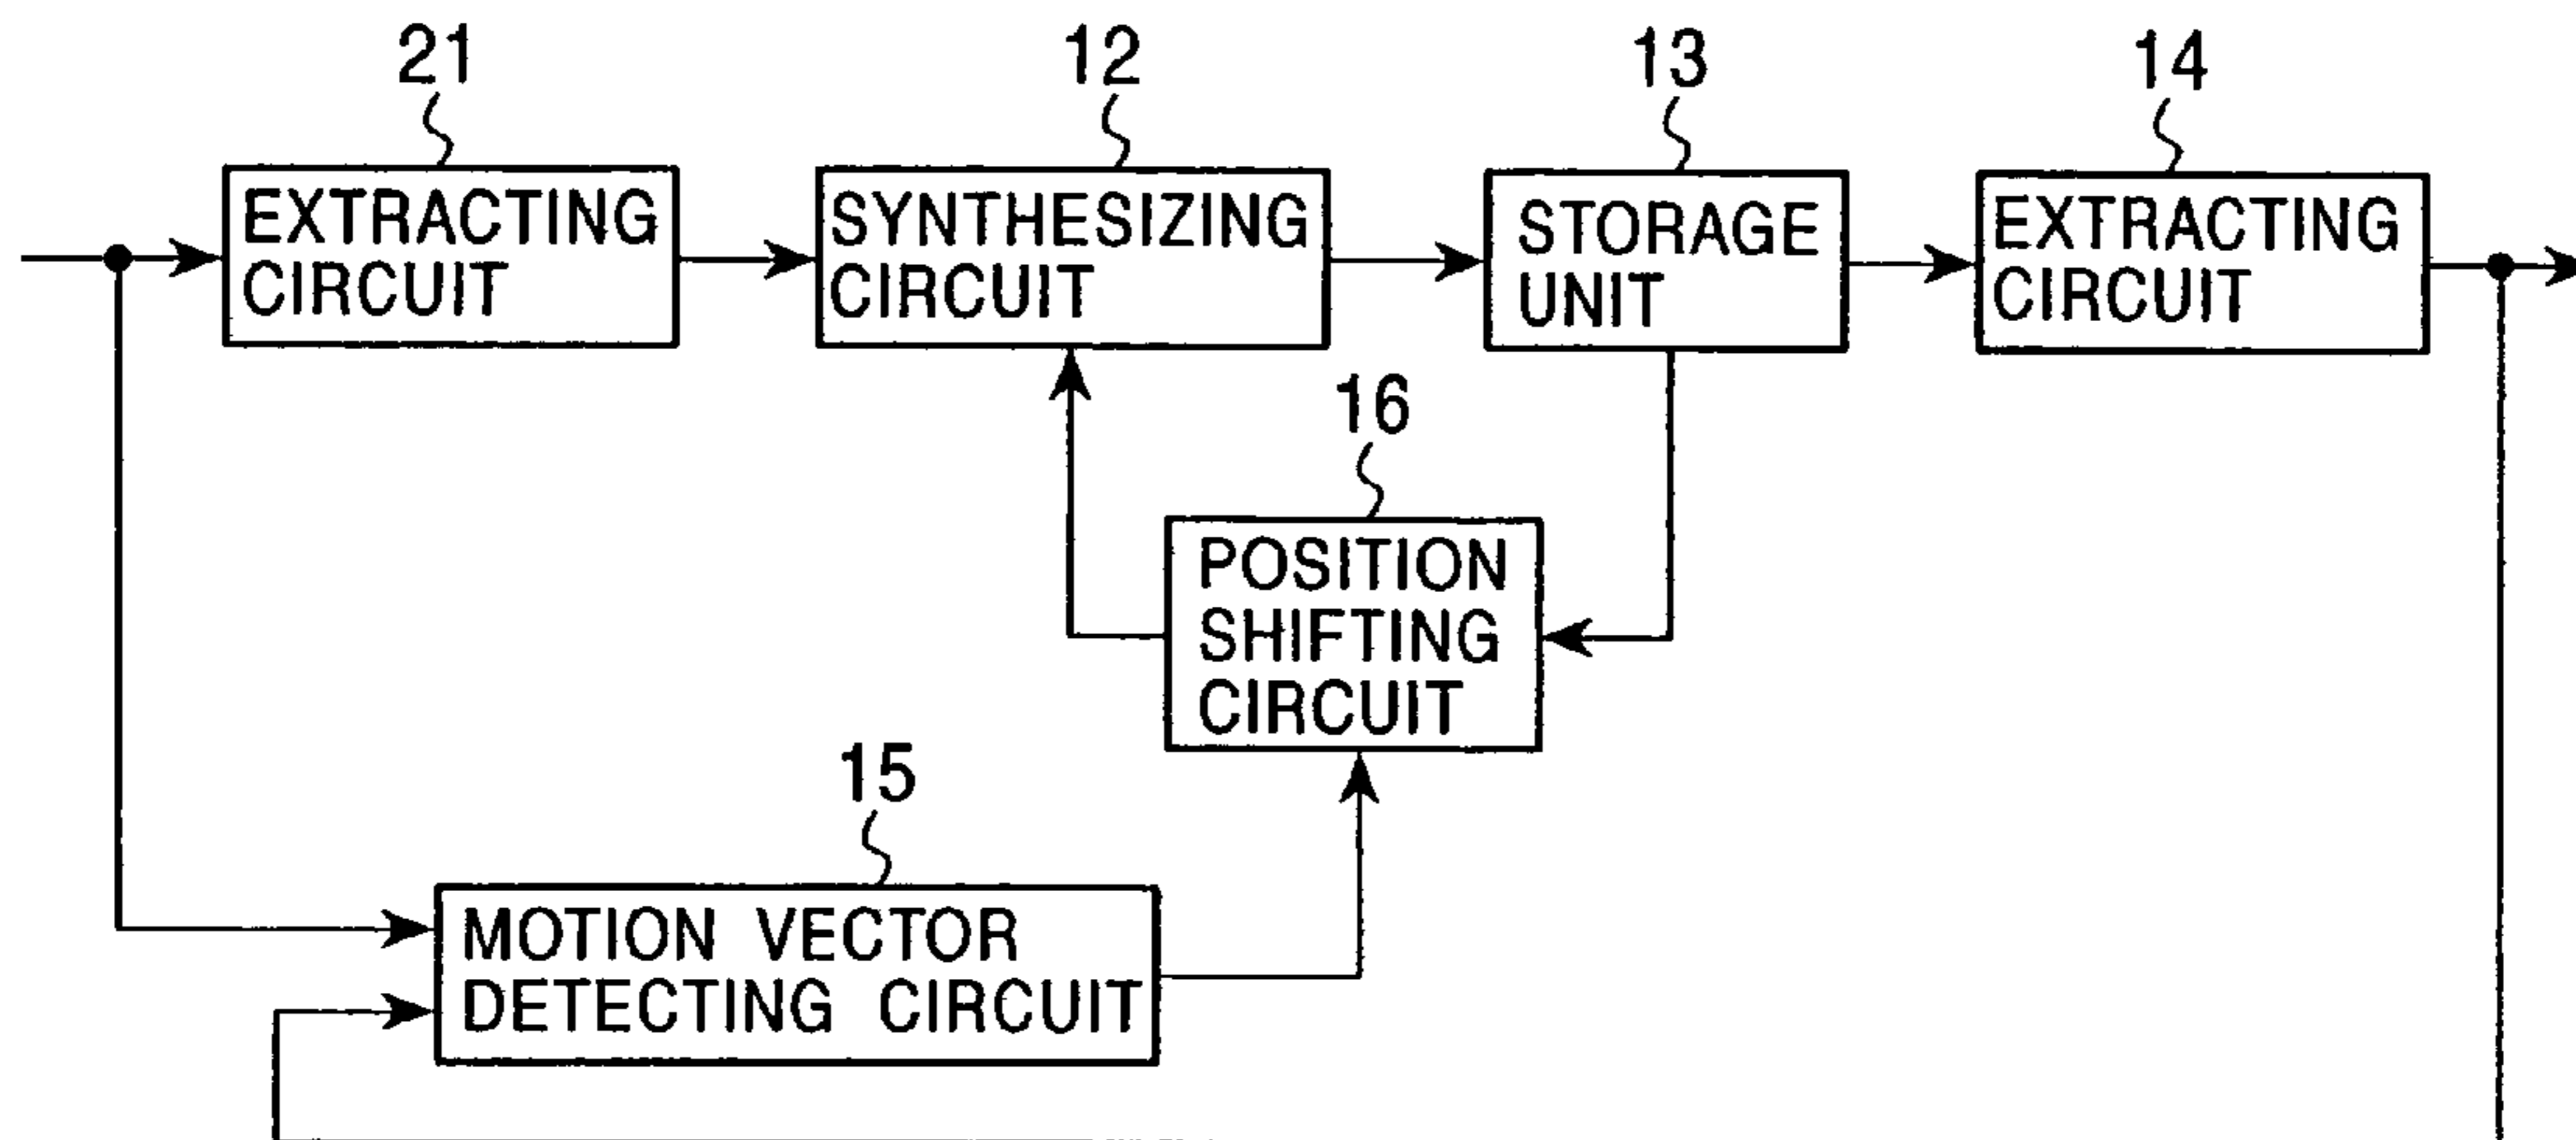 21
12
13
14
EXTRACTING
CIRCUIT
SYNTHESIZING
CIRCUIT
STORAGE
UNIT
EXTRACTING
CIRCUIT
16
POSITION
SHIFTING
CIRCUIT
15
MOTION VECTOR
DETECTING CIRCUIT